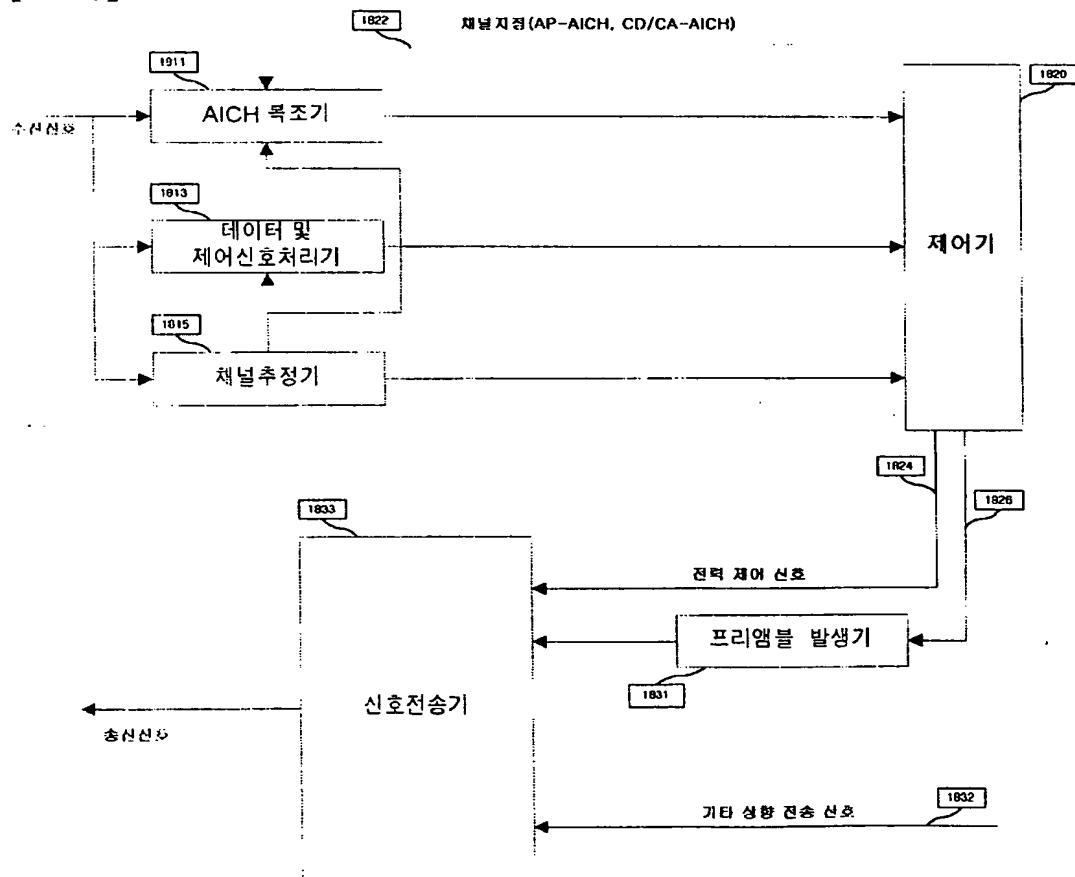 1822
채널지정(AP-AICH, CD/CA-AICH)
1911
1820
AICH 복조기
수신신호
1813
데이터 및
제어신호처리기
제어기
1815
채널추정기
1824
1826
1833
전력 제어 신호
프리앰블 발생기
1831
신호전송기
송신신호
기타 상향 전송 신호
1832